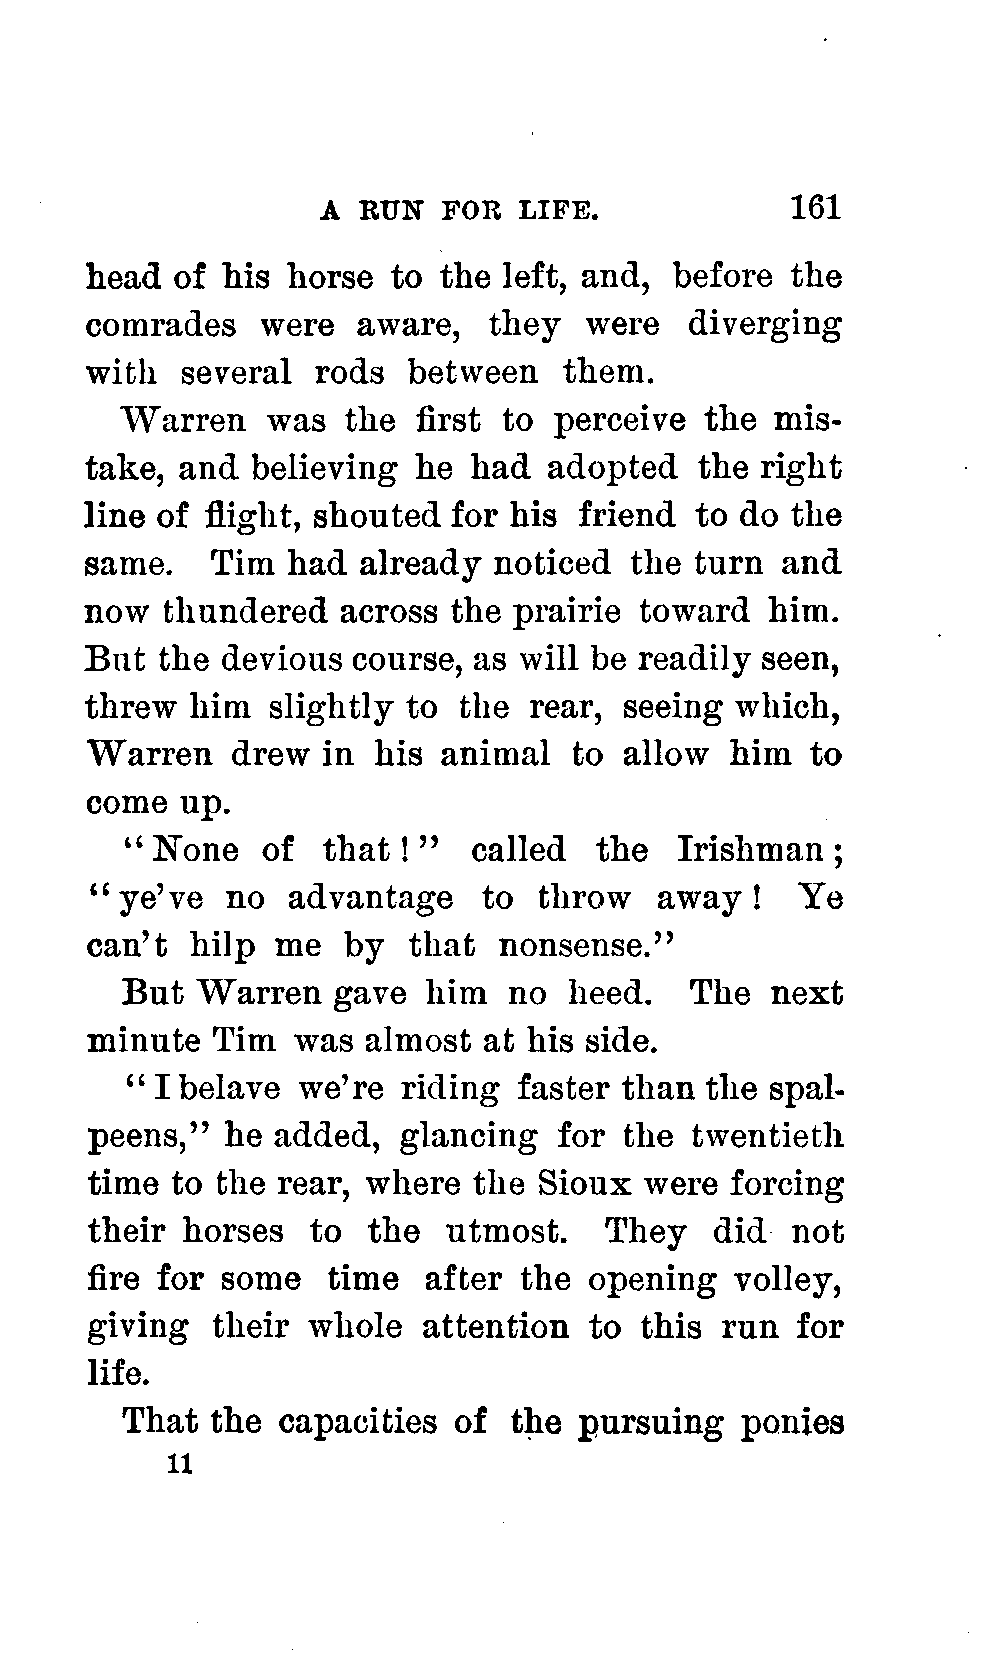 A RUN FOR LIFE. 161
head of his horse to the left, and, before the
comrades were aware, they were diverging
with several rods between them.
Warren was the first to perceive the mis-
take, and believing he had adopted the right
line of flight, shouted for his friend to do the
same. Tim had already noticed the turn and
now thundered across the prairie toward him.
But the devious course, as will be readily seen,
threw him slightly to the rear, seeing which,
Warren drew in his animal to allow him to
come up.
"None of that!" called the Irishman;
"ye've no advantage to throw away! Ye
can't hilp me by that nonsense."
But Warren gave him no heed. The next
minute Tim was almost at his side.
"I belave we're riding faster than the spal-
peens," he added, glancing for the twentieth
time to the rear, where the Sioux were forcing
their horses to the utmost. They did not
fire for some time after the opening volley,
giving their whole attention to this run for
life.
That the capacities of the pursuing ponies
11